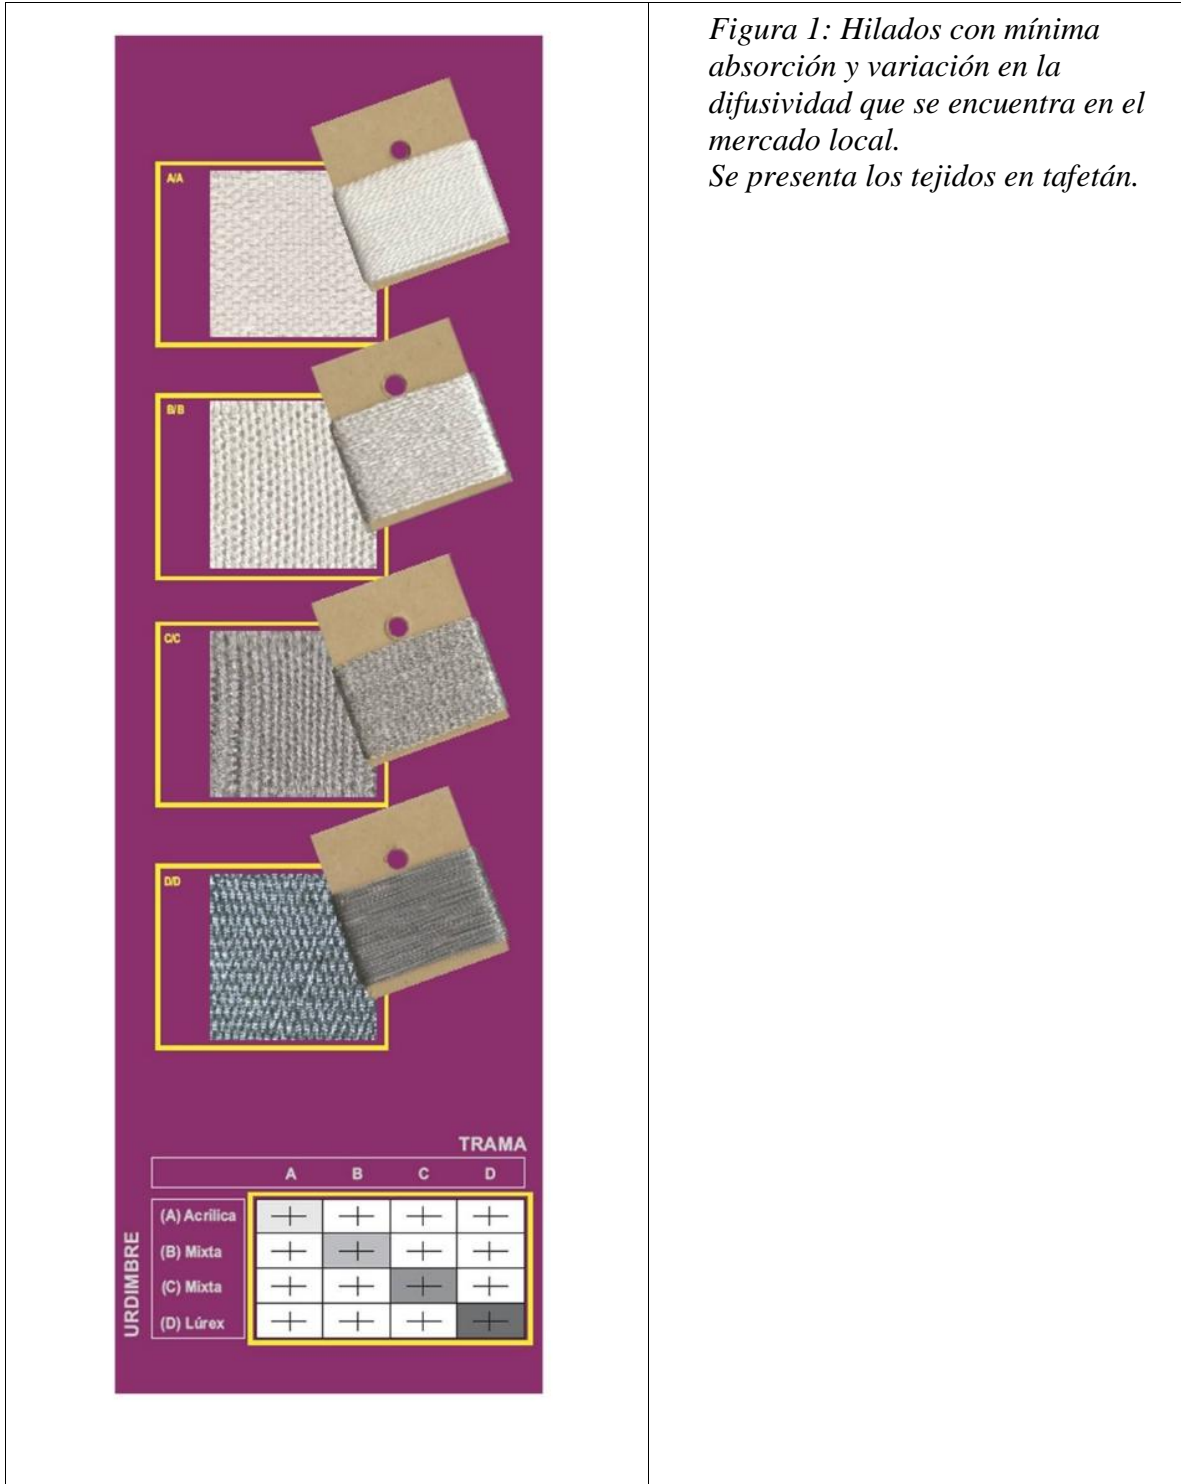 Figura 1: Hilados con mínima
absorción y variación en la
difusividad que se encuentra en el
mercado local.
Se presenta los tejidos en tafetán.
A/A
B/B
C/C
D/D
TRAMA
A B C D
URDIMBRE
(A) Acrílica
(B) Mixta
(C) Mixta
(D) Lúrex